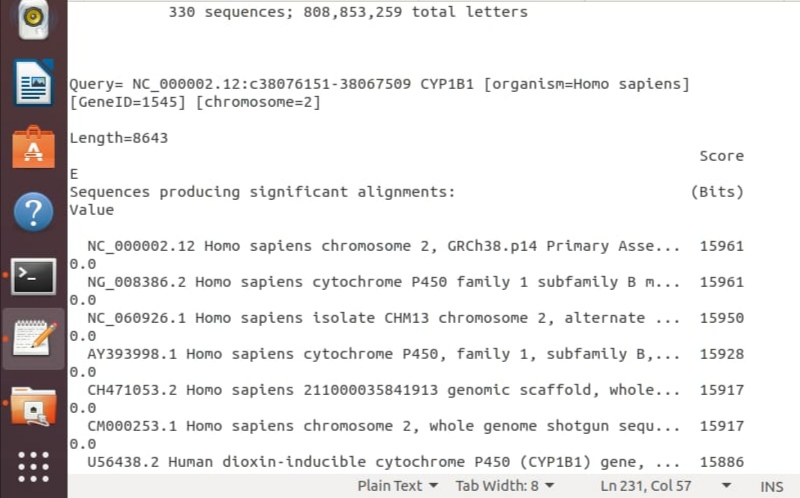 330 sequences; 808,853,259 total letters
Query= NC_000002.12:c38076151-38067509 CYP1B1 [organism=Homo sapiens]
[GeneID=1545] [chromosome=2]
Length=8643
Score
E
Sequences producing significant alignments: (Bits)
Value
NC_000002.12 Homo sapiens chromosome 2, GRCh38.p14 Primary Asse... 15961
0.0
NG_008386.2 Homo sapiens cytochrome P450 family 1 subfamily B m... 15961
0.0
NC_060926.1 Homo sapiens isolate CHM13 chromosome 2, alternate ... 15950
0.0
AY393998.1 Homo sapiens cytochrome P450, family 1, subfamily B,... 15928
0.0
CH471053.2 Homo sapiens 211000035841913 genomic scaffold, whole... 15917
0.0
CM000253.1 Homo sapiens chromosome 2, whole genome shotgun sequ... 15917
0.0
U56438.2 Human dioxin-inducible cytochrome P450 (CYP1B1) gene, ... 15886
Plain Text Tab Width: 8 Ln 231, Col 57 INS